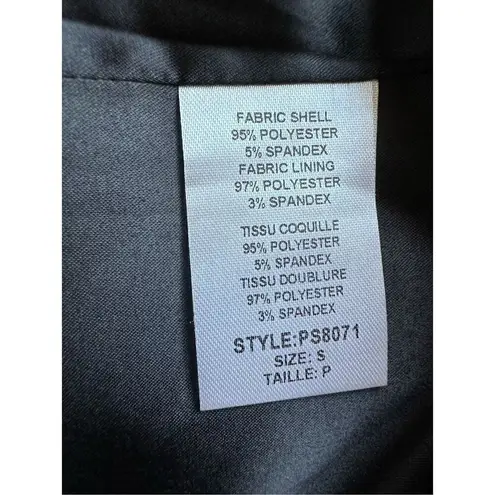 FABRIC SHELL
95% POLYESTER
5% SPANDEX
FABRIC LINING
97% POLYESTER
3% SPANDEX
TISSU COQUILLE
95% POLYESTER
5% SPANDEX
TISSU DOUBLURE
97% POLYESTER
3% SPANDEX
STYLE:PS8071
SIZE: S
TAILLE: P